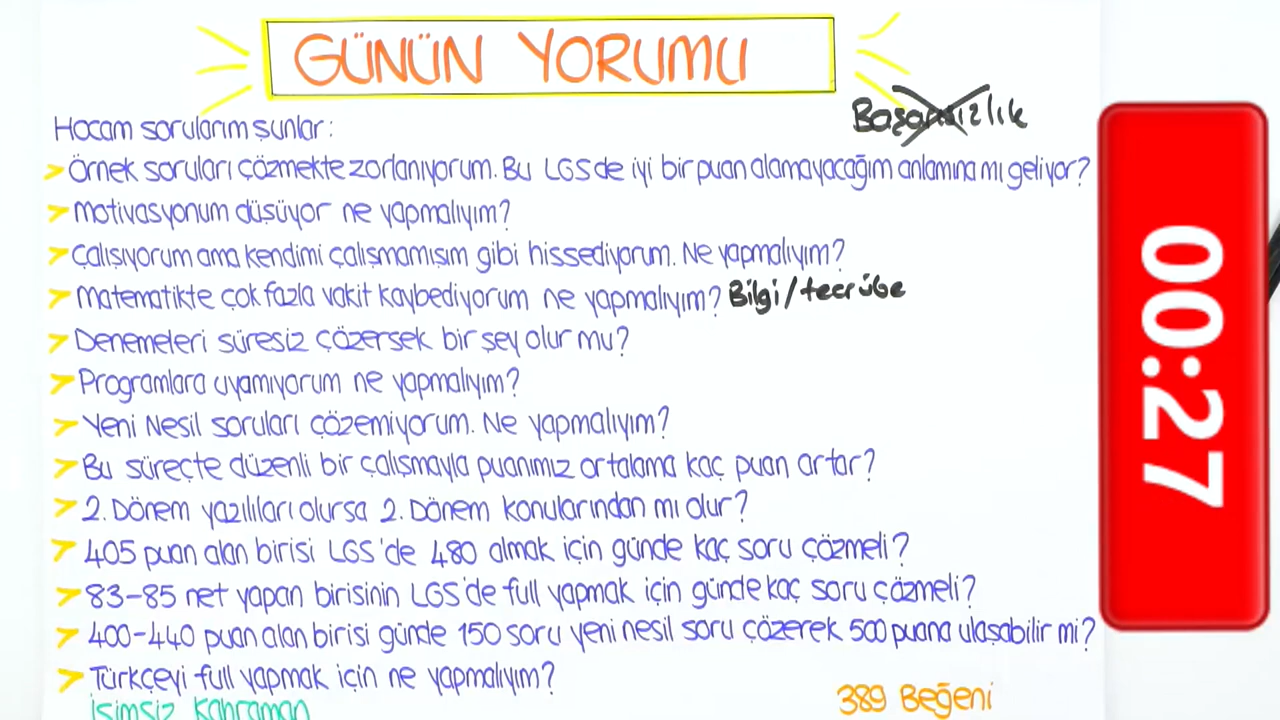 GÜNÜN YORUMU
Başarısızlık
Hocam sorularım şunlar:
➤ Örnek soruları çözmekte zorlanıyorum. Bu LGS de iyi bir puan alamayacağım anlamına mı geliyor?
➤ Motivasyonum düşüyor ne yapmalıyım?
➤ Çalışıyorum ama kendimi çalışmamışım gibi hissediyorum. Ne yapmalıyım?
➤ Matematikte çok fazla vakit kaybediyorum ne yapmalıyım? Bilgi/tecrübe
➤ Denemeleri süresiz çözersek bir şey olur mu?
➤ Programlara uyamıyorum ne yapmalıyım?
➤ Yeni Nesil soruları çözemiyorum. Ne yapmalıyım?
➤ Bu süreçte düzenli bir çalışmayla puanımız ortalama kaç puan artar?
➤ 2. Dönem yazılıları olursa 2. Dönem konularından mı olur?
➤ 405 puan alan birisi LGS'de 480 almak için günde kaç soru çözmeli?
➤ 83-85 net yapan birisinin LGS'de full yapmak için günde kaç soru çözmeli?
➤ 400-440 puan alan birisi günde 150 soru yeni nesil soru çözerek 500 puana ulaşabilir mi?
➤ Türkçeyi full yapmak için ne yapmalıyım?
İsimsiz Kahraman
389 Beğeni
00:27